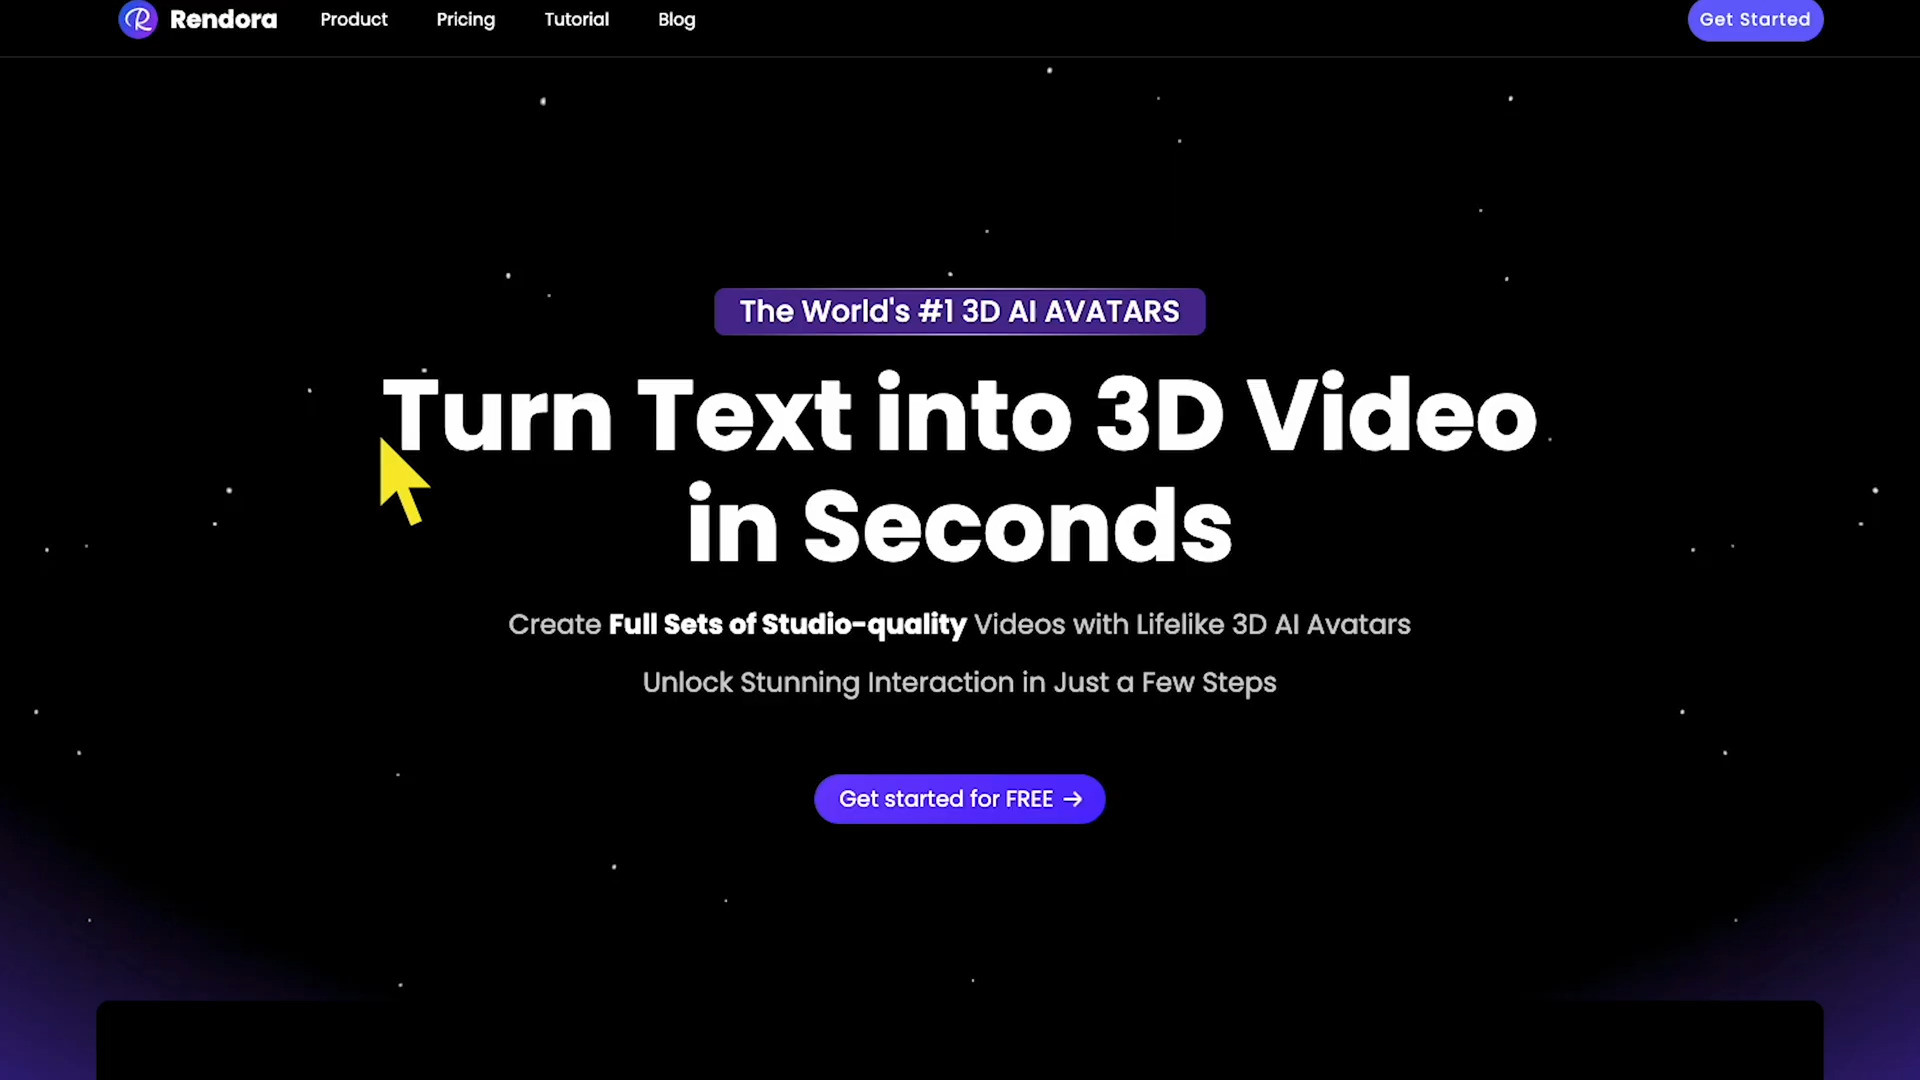 Rendora
Product
Pricing
Tutorial
Blog
Get Started
The World's #1 3D AI AVATARS
Turn Text into 3D Video
in Seconds
Create Full Sets of Studio-quality Videos with Lifelike 3D AI Avatars
Unlock Stunning Interaction in Just a Few Steps
Get started for FREE →